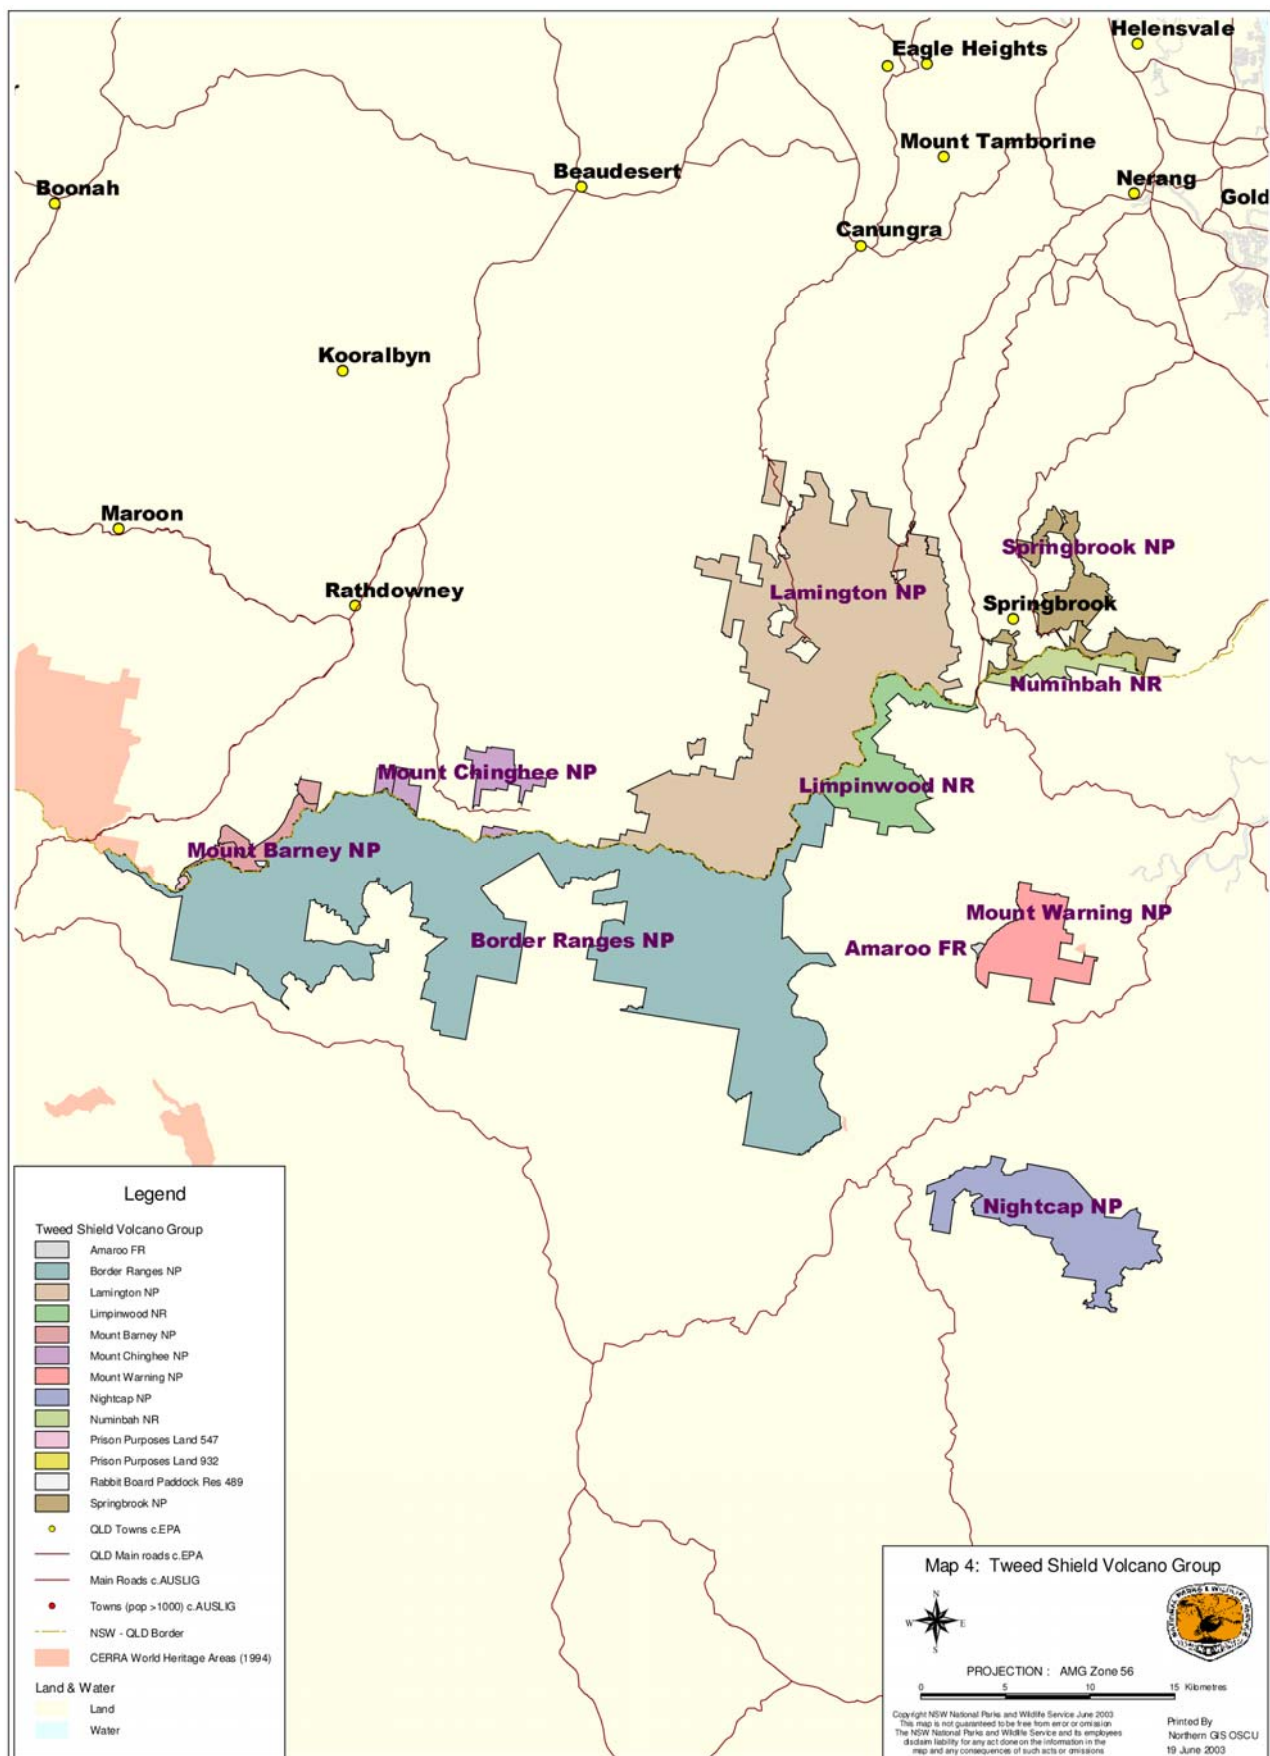 Helensvale
Eagle Heights
Mount Tamborine
Beaudesert
Boonah
Nerang
Gold
Canungra
Kooralbyn
Maroon
Springbrook NP
Rathdowney
Lamington NP
Springbrook
Numinbah NR
Mount Chinghee NP
Limpinwood NR
Mount Barney NP
Mount Warning NP
Border Ranges NP
Amaroo FR
Nightcap NP
Legend
Tweed Shield Volcano Group
Amaroo FR
Border Ranges NP
Lamington NP
Limpinwood NR
Mount Barney NP
Mount Chinghee NP
Mount Warning NP
Nightcap NP
Numinbah NR
Prison Purposes Land 547
Prison Purposes Land 932
Rabbit Board Paddock Res 489
Springbrook NP
QLD Towns c.EPA
QLD Main roads c.EPA
Main Roads c.AUSLIG
Towns (pop >1000) c.AUSLIG
NSW - QLD Border
CERRA World Heritage Areas (1994)
Land & Water
Land
Water
Map 4: Tweed Shield Volcano Group
N
W E
S
PROJECTION : AMG Zone 56
0 5 10 15 Kilometres
Copyright NSW National Parks and Wildlife Service June 2003
This map is not guaranteed to be free from error or omission
The NSW National Parks and Wildlife Service and its employees
disclaim liability for any act done on the information in the
map and any consequences of such acts or omissions
Printed By
Northern GIS OSCU
19 June 2003